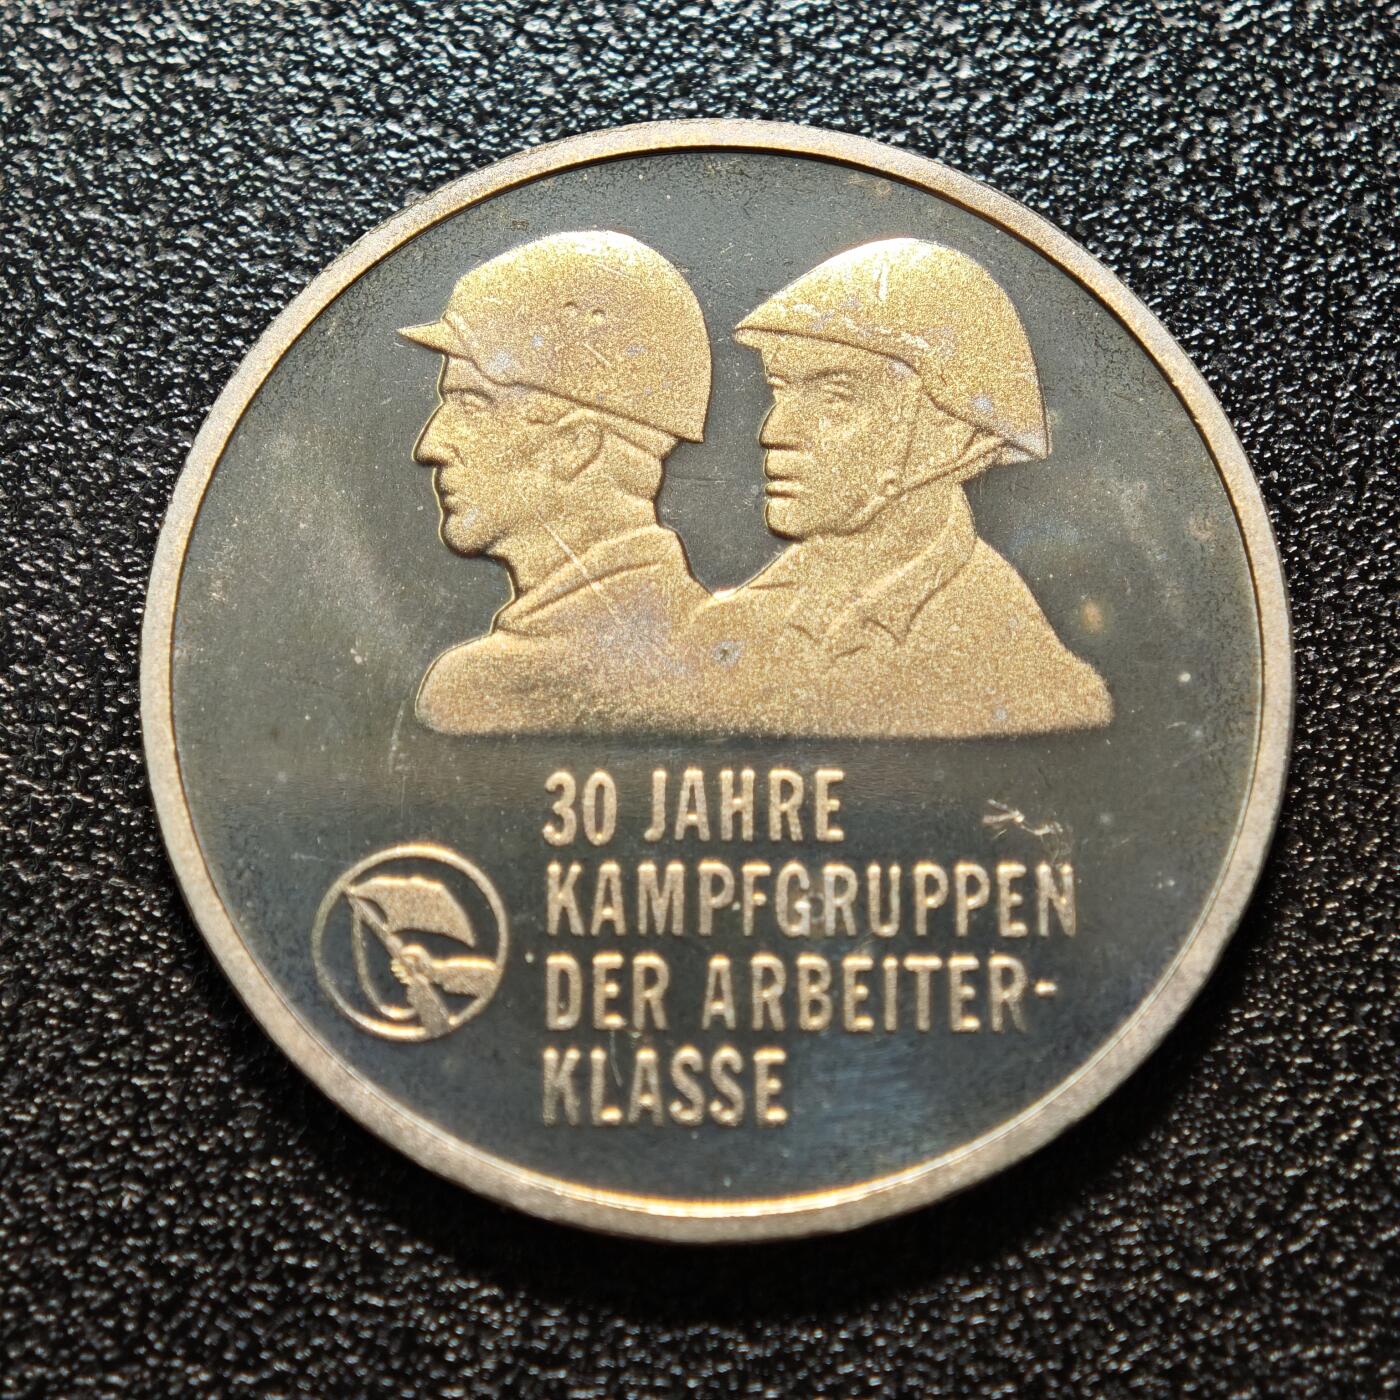 30 JAHRE
KAMPFGRUPPEN
DER ARBEITER-
KLASSE